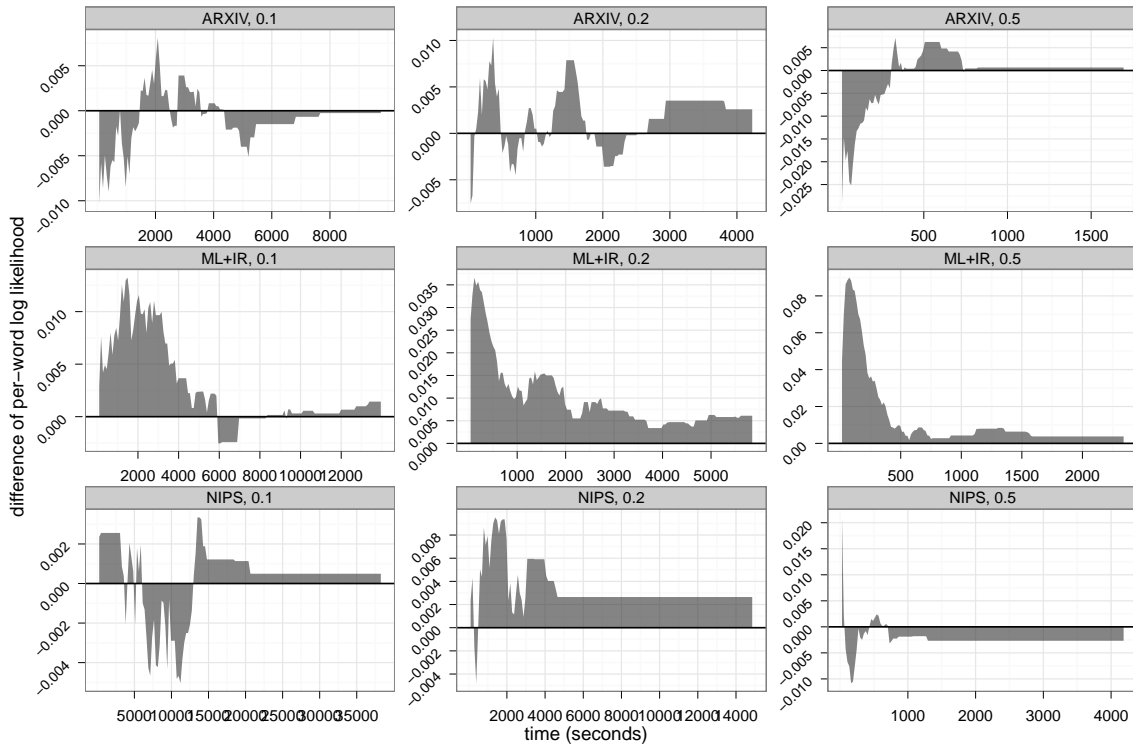 ARXIV, 0.1 ARXIV, 0.2 ARXIV, 0.5
0.005 0.000 −0.005 −0.010
0.010 0.005 0.000 −0.005
0.005 0.000 −0.005 −0.010 −0.015 −0.020 −0.025
2000 4000 6000 8000
1000 2000 3000 4000
500 1000 1500
difference of per−word log likelihood
ML+IR, 0.1 ML+IR, 0.2 ML+IR, 0.5
0.010 0.005 0.000
0.035 0.030 0.025 0.020 0.015 0.010 0.005 0.000
0.08 0.06 0.04 0.02 0.00
2000 4000 6000 8000 10000 12000
1000 2000 3000 4000 5000
500 1000 1500 2000
NIPS, 0.1 NIPS, 0.2 NIPS, 0.5
0.002 0.000 −0.002 −0.004
0.008 0.006 0.004 0.002 0.000 −0.002 −0.004
0.020 0.015 0.010 0.005 0.000 −0.005 −0.010
5000 10000 15000 20000 25000 30000 35000
2000 4000 6000 8000 10000 12000 14000
1000 2000 3000 4000
time (seconds)